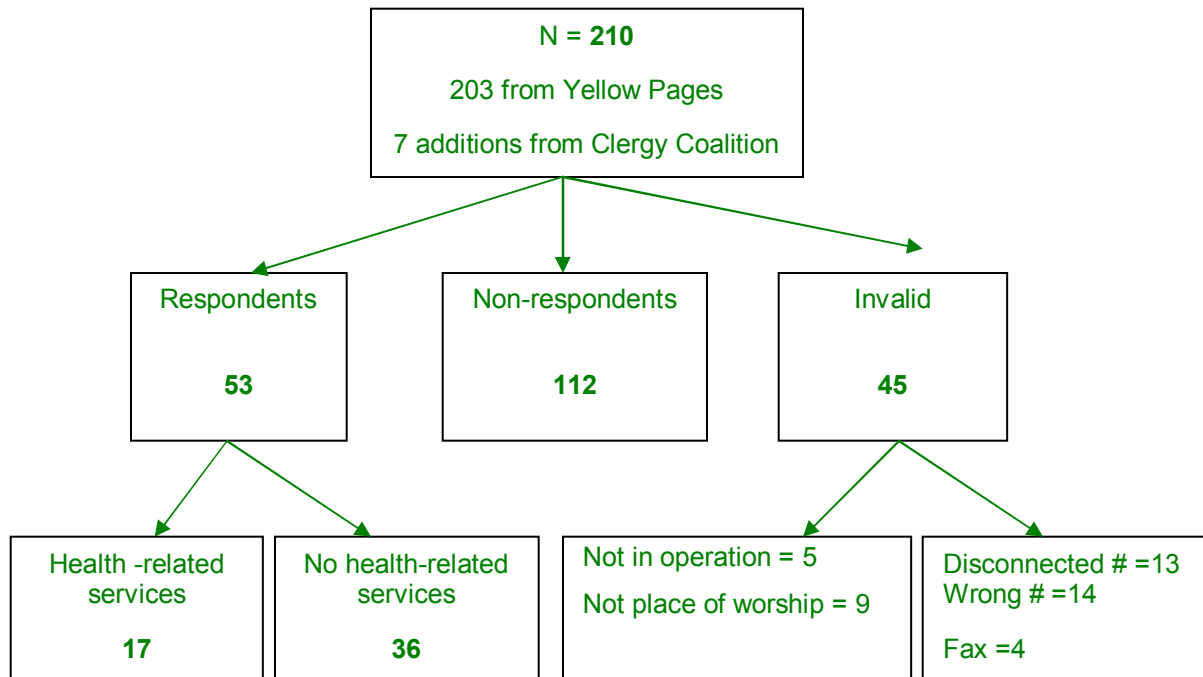 N = 210
203 from Yellow Pages
7 additions from Clergy Coalition
Respondents
53
Non-respondents
112
Invalid
45
Health -related
services
17
No health-related
services
36
Not in operation = 5
Not place of worship = 9
Disconnected # =13
Wrong # =14
Fax =4